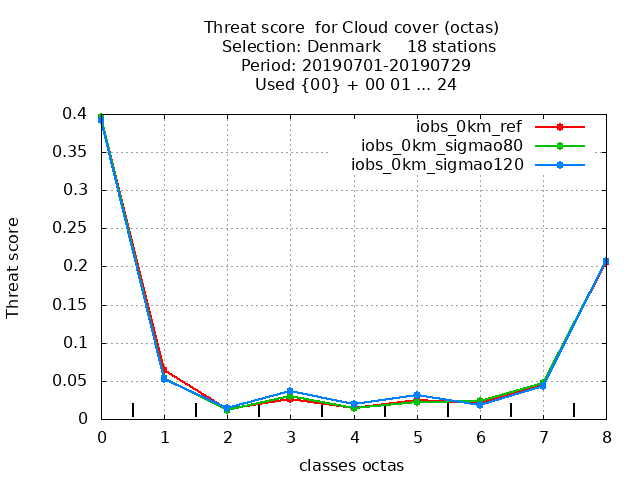 Threat score  for Cloud cover (octas)
Selection: Denmark     18 stations
Period: 20190701-20190729
Used {00} + 00 01 ... 24
iobs_0km_ref
iobs_0km_sigmao80
iobs_0km_sigmao120
Threat score
0.4
0.35
0.3
0.25
0.2
0.15
0.1
0.05
0
0 1 2 3 4 5 6 7 8
classes octas